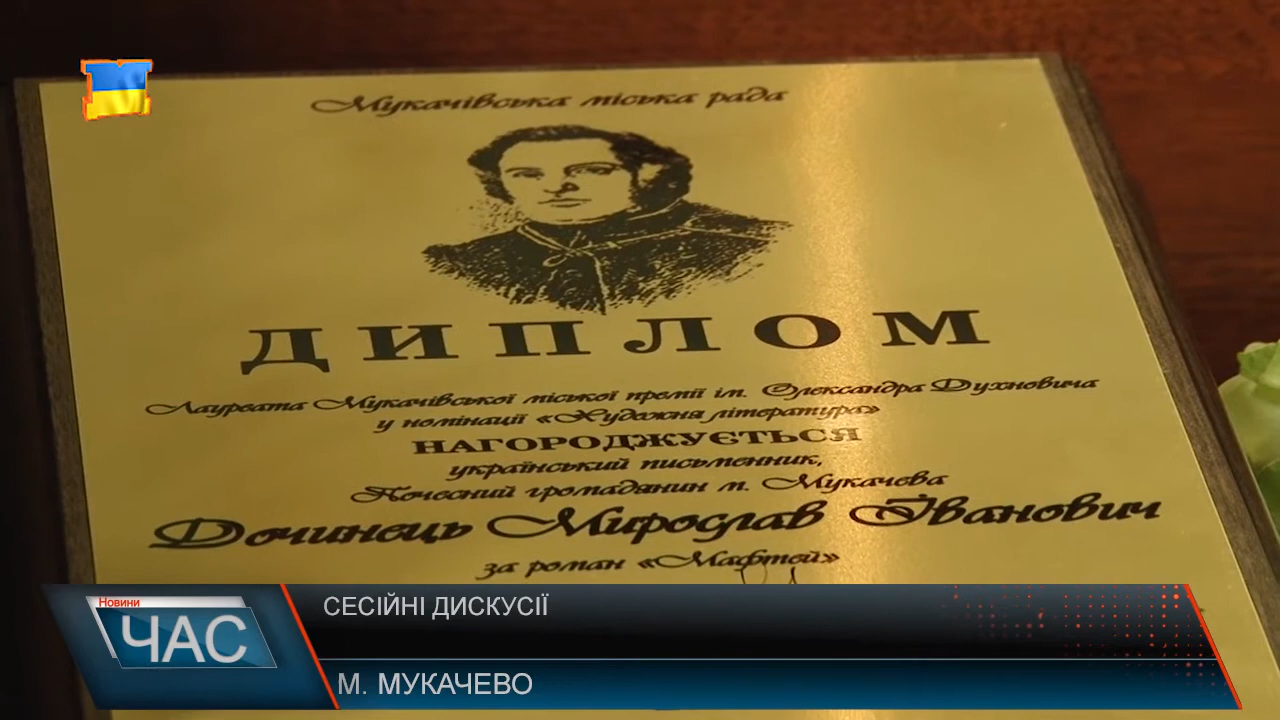 Мукачівська міська рада
ДИПЛОМ
Лауреата Мукачівської міської премії ім. Олександра Духновича
у номінації «Художня література»
НАГОРОДЖУЄТЬСЯ
український письменник,
Почесний громадянин м. Мукачева
Дочинець Мирослав Іванович
за роман «Мафтей»
Новини
ЧАС
СЕСІЙНІ ДИСКУСІЇ
М. МУКАЧЕВО